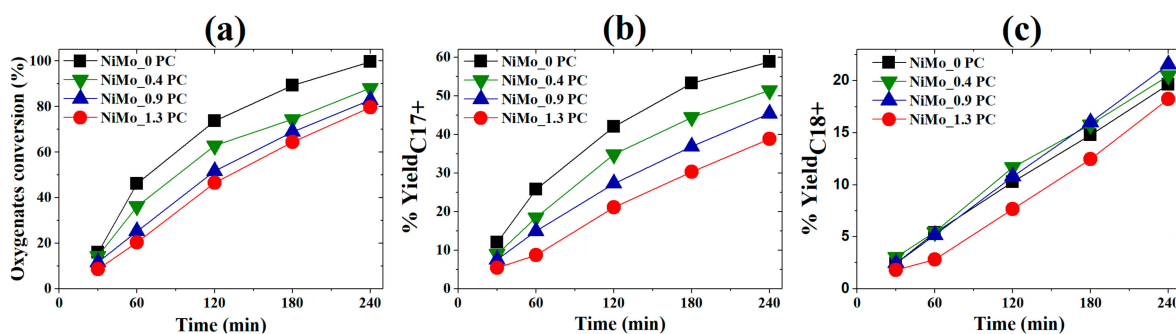 (a)
Oxygenates conversion (%)
100
80
60
40
20
0
NiMo_0 PC
NiMo_0.4 PC
NiMo_0.9 PC
NiMo_1.3 PC
0 60 120 180 240
Time (min)
(b)
% YieldC17+
60
50
40
30
20
10
0
NiMo_0 PC
NiMo_0.4 PC
NiMo_0.9 PC
NiMo_1.3 PC
0 60 120 180 240
Time (min)
(c)
% YieldC18+
20
15
10
5
0
NiMo_0 PC
NiMo_0.4 PC
NiMo_0.9 PC
NiMo_1.3 PC
0 60 120 180 240
Time (min)